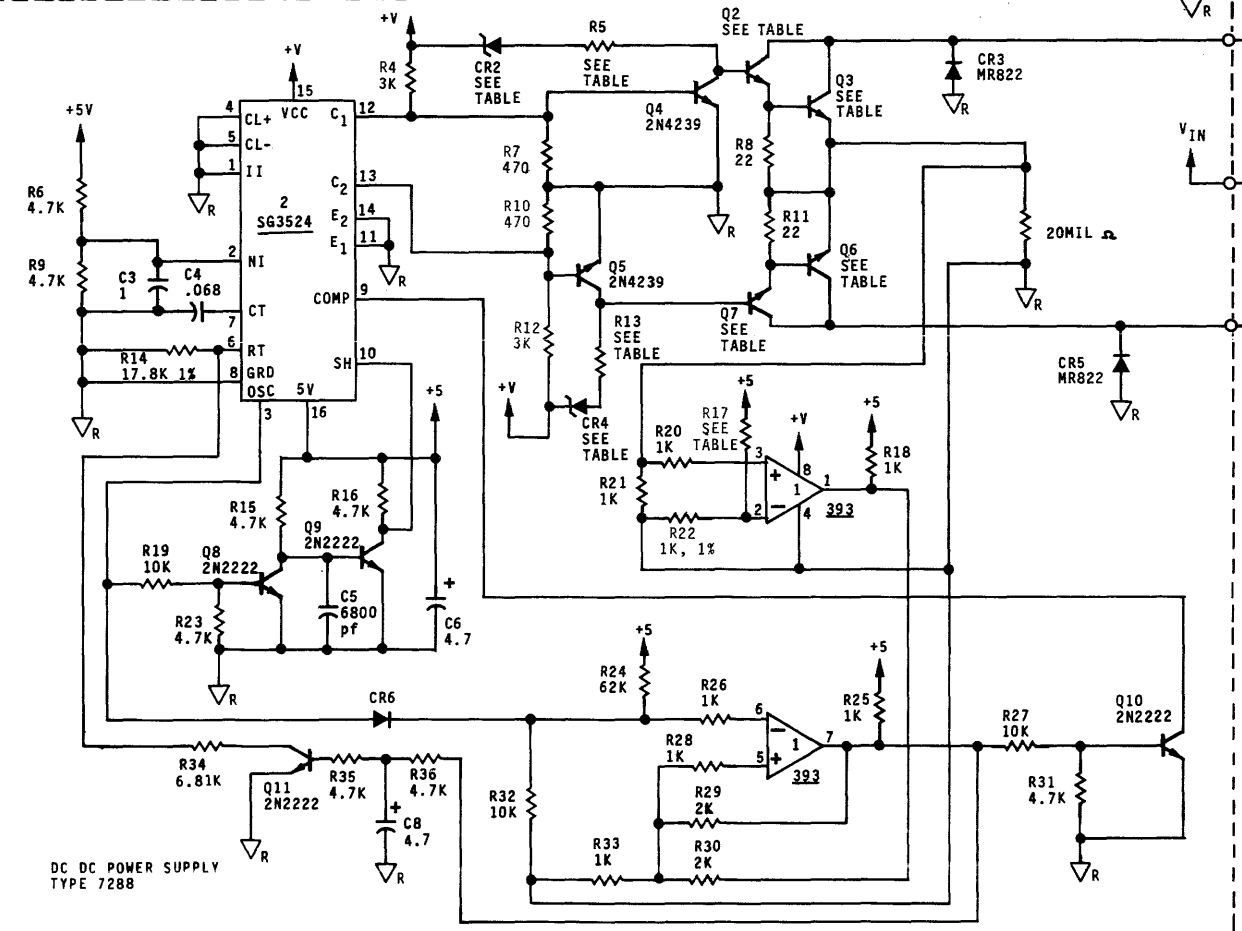 R
+V
Q2
SEE TABLE
+V
R4
3K
CR2
SEE
TABLE
R5
SEE
TABLE
Q3
SEE
TABLE
CR3
MR822
R
+5V
4
CL+
15
VCC
C1
12
Q4
2N4239
5
CL-
1
II
R
R7
470
R8
22
VIN
R6
4.7K
2
SG3524
C2
13
E2
14
E1
11
R
R10
470
R
R11
22
20MIL Ω
R9
4.7K
C3
1
C4
.068
2
NI
CT
7
COMP
9
Q5
2N4239
Q6
SEE
TABLE
Q7
SEE
TABLE
R
R14
17.8K 1%
6
RT
8
GRD
OSC
3
5V
16
SH
10
R12
3K
R13
SEE
TABLE
CR5
MR822
R
R
+5
+V
CR4
SEE
TABLE
+5
R17
SEE
TABLE
+V
+5
R20
1K
3
+
8
1
1
R18
1K
R21
1K
2
−
4
393
R22
1K, 1%
R15
4.7K
R16
4.7K
Q9
2N2222
R19
10K
Q8
2N2222
C5
6800
pf
+
C6
4.7
R23
4.7K
R
+5
R24
62K
+5
CR6
R26
1K
6
−
1
7
R25
1K
R27
10K
Q10
2N2222
R28
1K
5
+
393
R34
6.81K
Q11
2N2222
R35
4.7K
R36
4.7K
R32
10K
R29
2K
R31
4.7K
+
C8
4.7
R
R
R33
1K
R30
2K
R
DC DC POWER SUPPLY
TYPE 7288